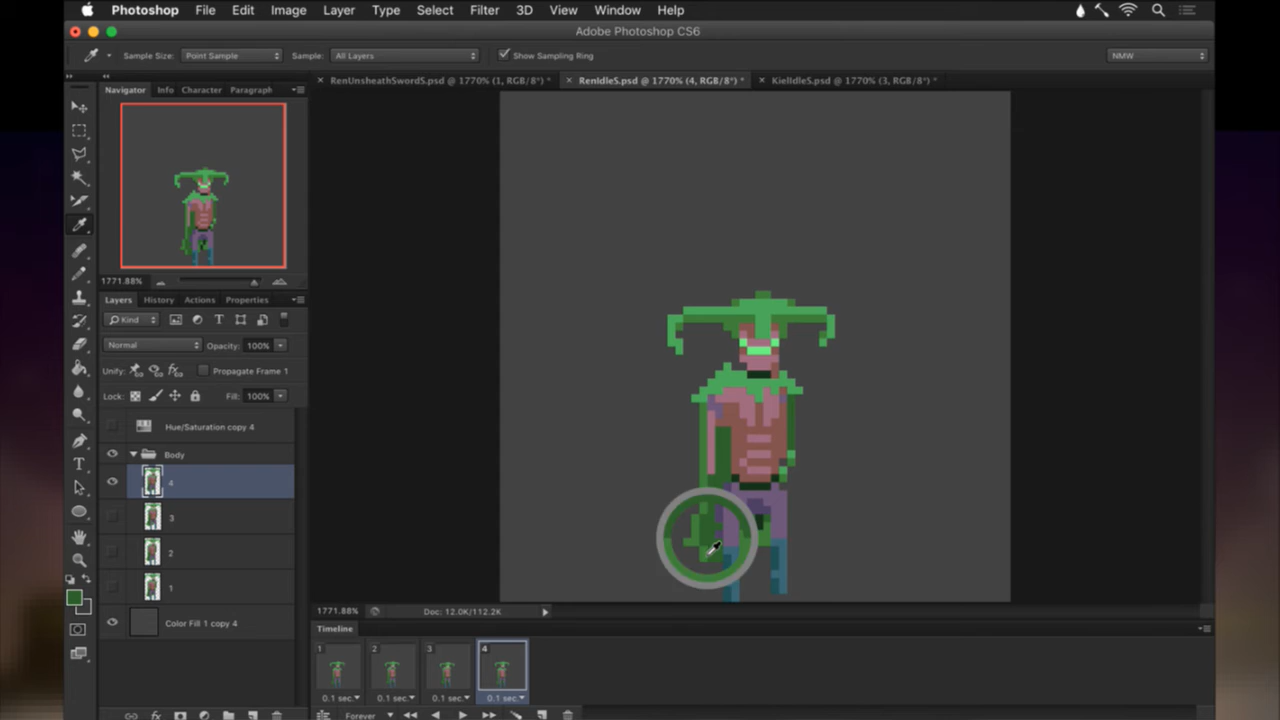 Photoshop File Edit Image Layer Type Select Filter 3D View Window Help
Adobe Photoshop CS6
Sample Size: Point Sample Sample: All Layers Show Sampling Ring NMW
RenUnsheathSwordS.psd @ 1770% (1, RGB/8*) * RenIdleS.psd @ 1770% (4, RGB/8*) * KielIdleS.psd @ 1770% (3, RGB/8*) *
Navigator Info Character Paragraph
1771.88%
Layers History Actions Properties
Kind
Normal Opacity: 100%
Unify: Propagate Frame 1
Lock: Fill: 100%
Hue/Saturation copy 4
Body
4
3
2
1
Color Fill 1 copy 4
1771.88% Doc: 12.0K/112.2K
Timeline
1 2 3 4
0.1 sec. 0.1 sec. 0.1 sec. 0.1 sec.
Forever